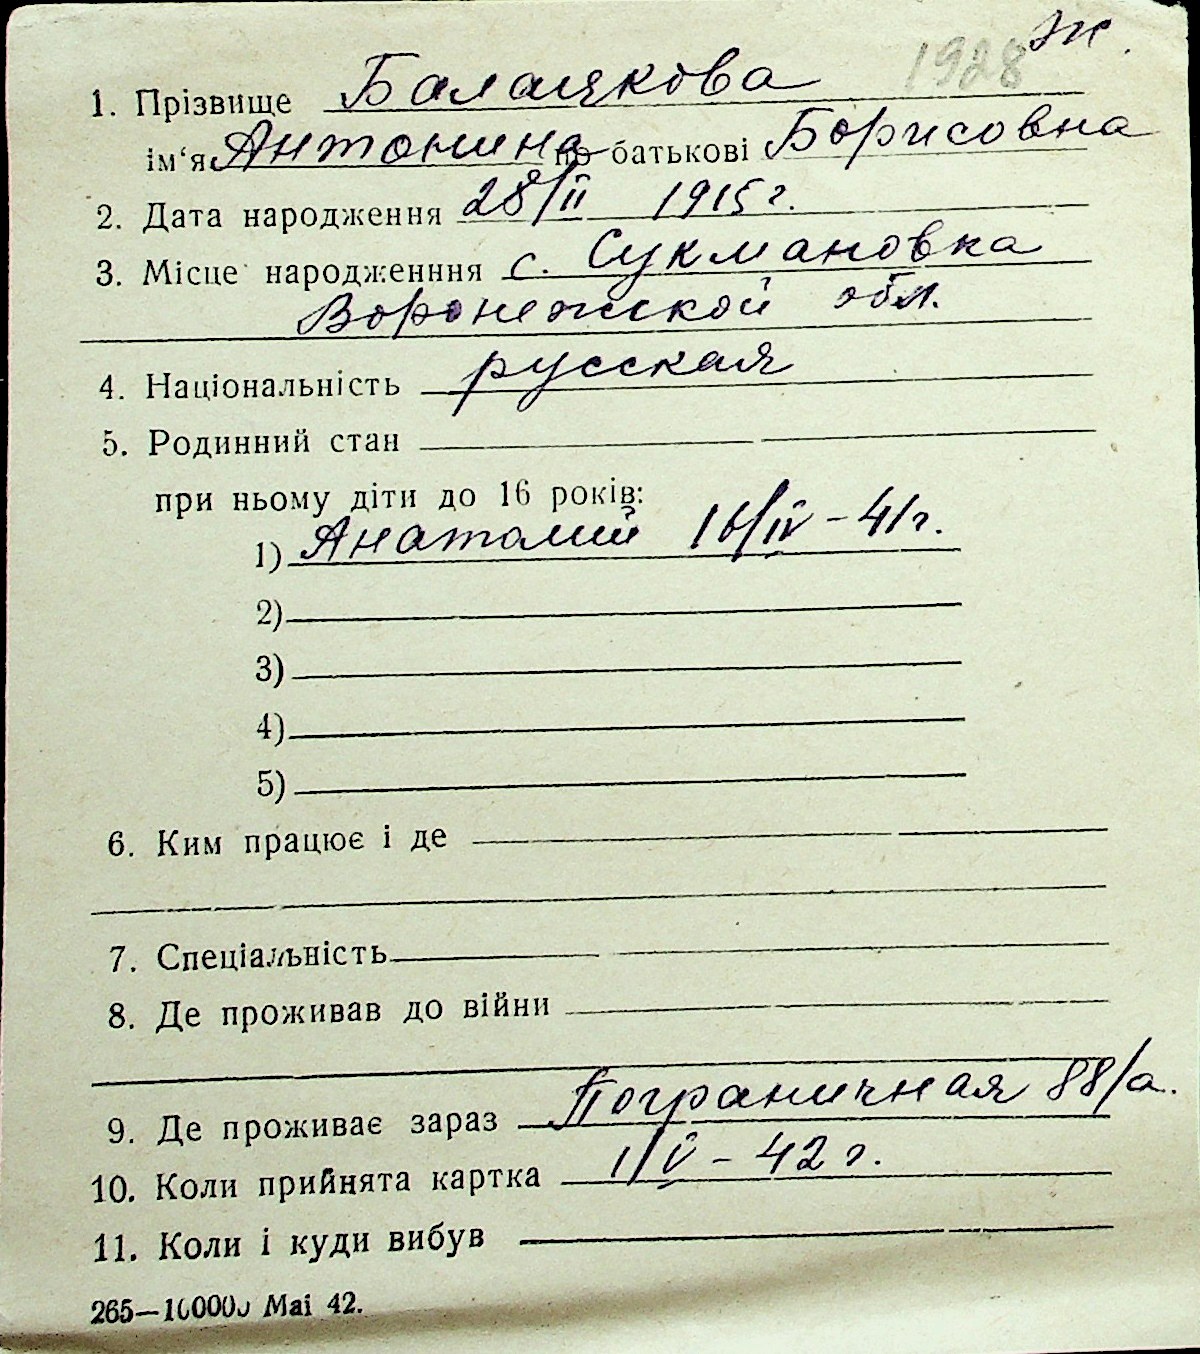 1928 Ж.
1. Прізвище Балашкова
ім‘я Антонина по батькові Борисовна
2. Дата народження 28/II 1915 г.
3. Місце народженння с. Сукмановка
Воронежской обл.
4. Національність русская
5. Родинний стан
при ньому діти до 16 років:
1) Анатолий 16/IV – 41 г.
2)
3)
4)
5)
6. Ким працює і де
7. Спеціальність
8. Де проживав до війни
9. Де проживає зараз Пограничная 88/а.
10. Коли прийнята картка 1/V – 42 г.
11. Коли і куди вибув
265—100000 Mai 42.